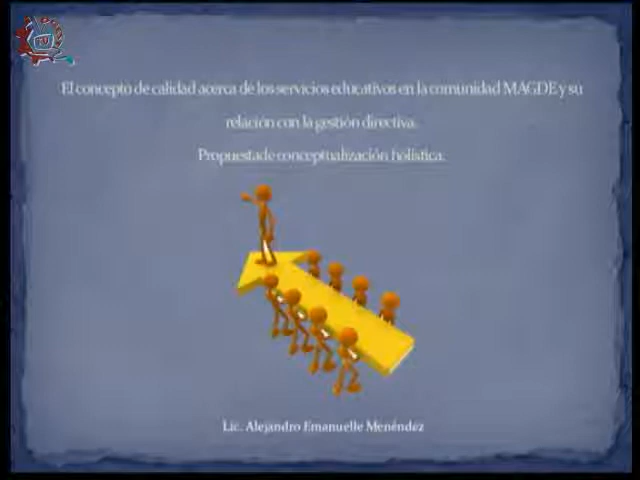 El concepto de calidad acerca de los servicios educativos en la comunidad MAGDE y su
relación con la gestión directiva.
Propuesta de conceptualización holística.
Lic. Alejandro Emanuelle Menéndez